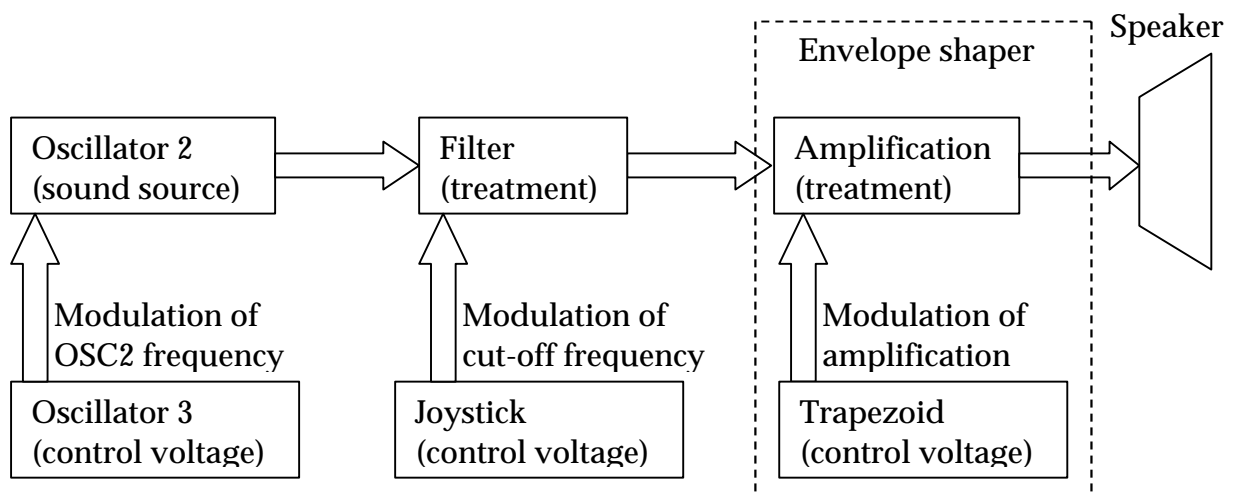 Speaker
Envelope shaper
Oscillator 2
(sound source)
Filter
(treatment)
Amplification
(treatment)
Modulation of
OSC2 frequency
Modulation of
cut-off frequency
Modulation of
amplification
Oscillator 3
(control voltage)
Joystick
(control voltage)
Trapezoid
(control voltage)